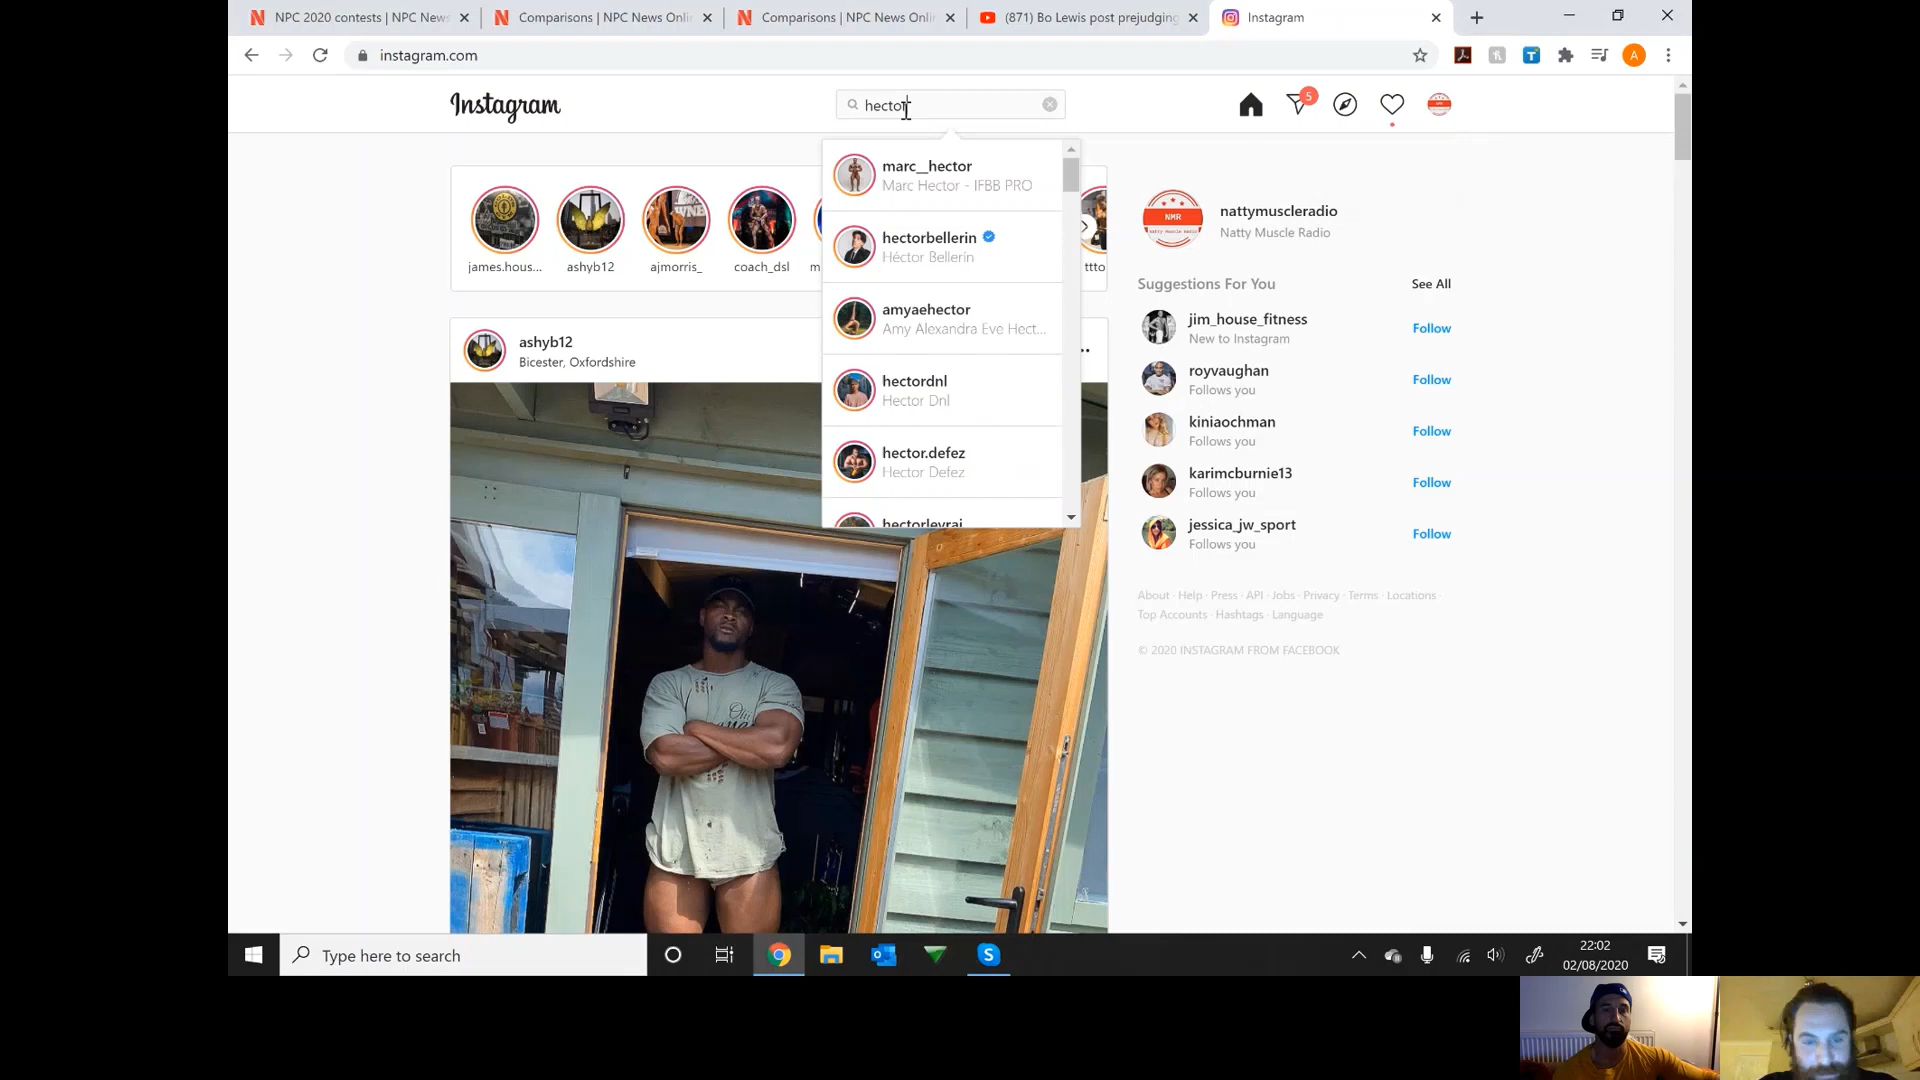 NPC 2020 contests | NPC News
Comparisons | NPC News Onlin
Comparisons | NPC News Onlin
(871) Bo Lewis post prejudging
Instagram
instagram.com
A
Instagram
hector
5
marc__hector
Marc Hector - IFBB PRO
hectorbellerin
Héctor Bellerín
amyaehector
Amy Alexandra Eve Hect...
hectordnl
Hector Dnl
hector.defez
Hector Defez
hectorlevrai
james.hous...
ashyb12
ajmorris_
coach_dsl
ttto
ashyb12
Bicester, Oxfordshire
NMR
nattymuscleradio
Natty Muscle Radio
Suggestions For You
See All
jim_house_fitness
New to Instagram
Follow
royvaughan
Follows you
Follow
kiniaochman
Follows you
Follow
karimcburnie13
Follows you
Follow
jessica_jw_sport
Follows you
Follow
About · Help · Press · API · Jobs · Privacy · Terms · Locations ·
Top Accounts · Hashtags · Language
© 2020 INSTAGRAM FROM FACEBOOK
Type here to search
22:02
02/08/2020